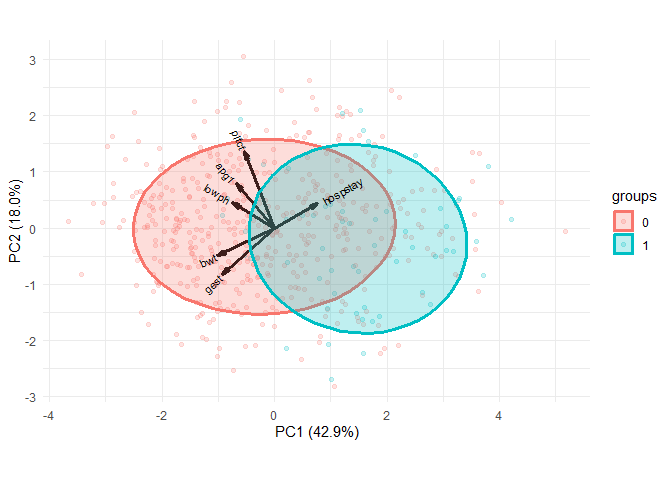 3
2
1
0
-1
-2
-3
PC2 (18.0%)
pltct
apg1
lowph
hospstay
bwt
gest
-4
-2
0
2
4
PC1 (42.9%)
groups
0
1